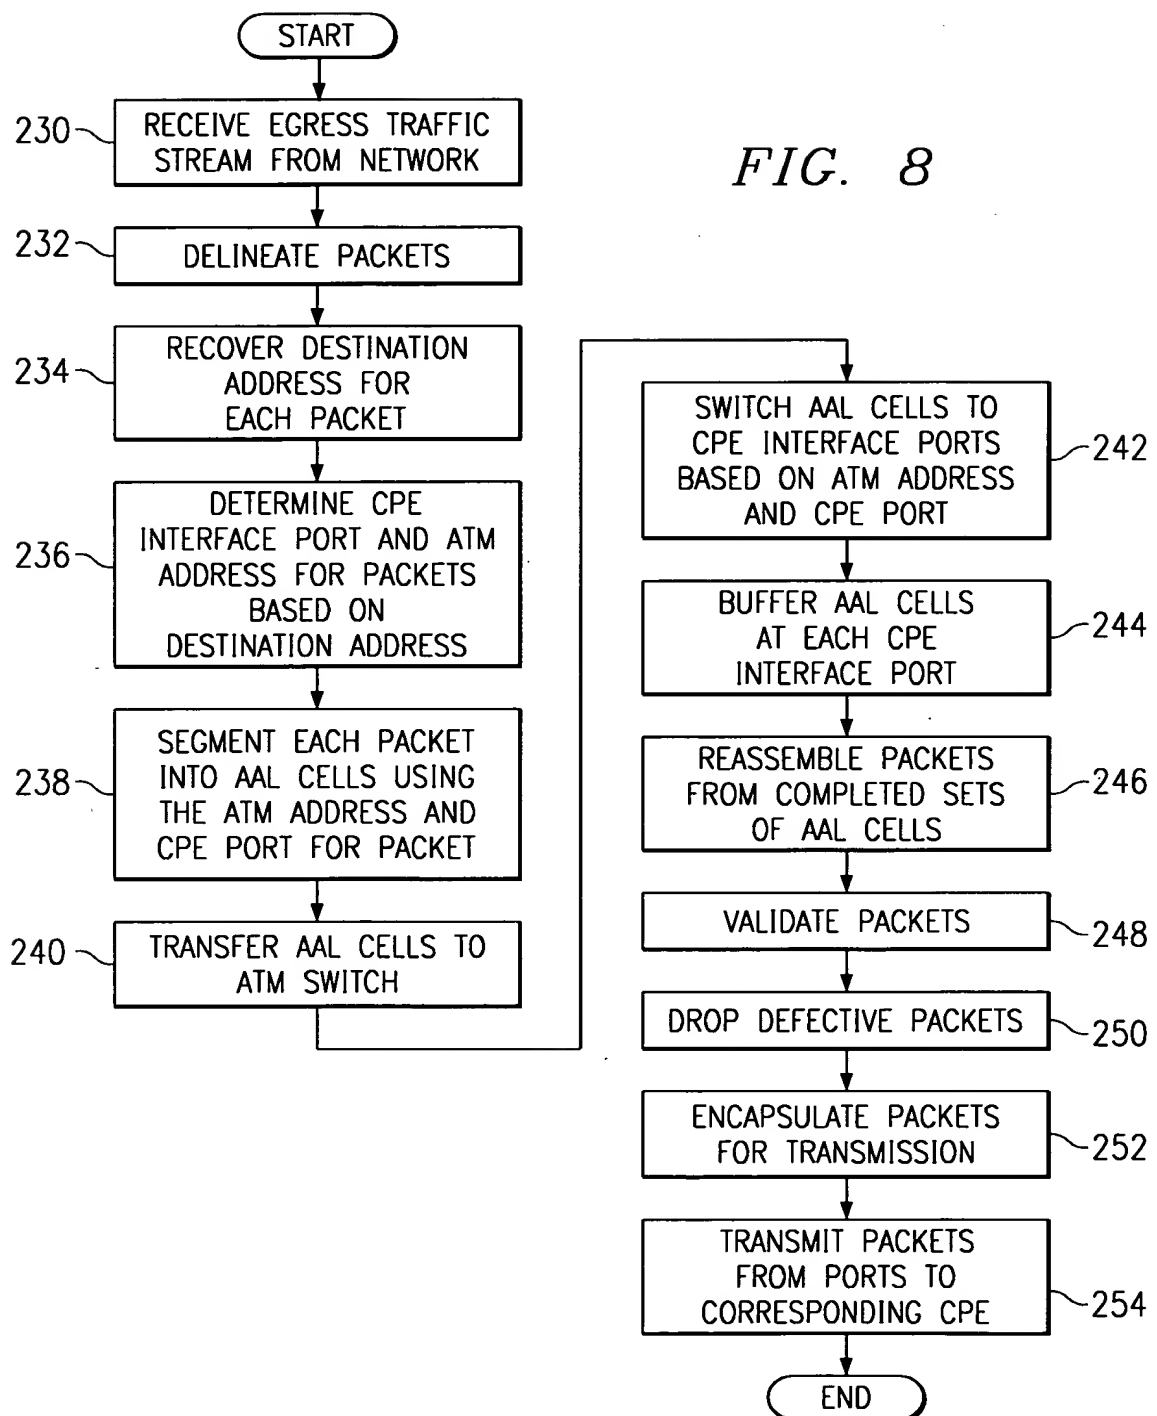 START
230
RECEIVE EGRESS TRAFFIC
STREAM FROM NETWORK
232
DELINEATE PACKETS
234
RECOVER DESTINATION
ADDRESS FOR
EACH PACKET
236
DETERMINE CPE
INTERFACE PORT AND ATM
ADDRESS FOR PACKETS
BASED ON
DESTINATION ADDRESS
238
SEGMENT EACH PACKET
INTO AAL CELLS USING
THE ATM ADDRESS AND
CPE PORT FOR PACKET
240
TRANSFER AAL CELLS TO
ATM SWITCH
FIG. 8
SWITCH AAL CELLS TO
CPE INTERFACE PORTS
BASED ON ATM ADDRESS
AND CPE PORT
242
BUFFER AAL CELLS
AT EACH CPE
INTERFACE PORT
244
REASSEMBLE PACKETS
FROM COMPLETED SETS
OF AAL CELLS
246
VALIDATE PACKETS
248
DROP DEFECTIVE PACKETS
250
ENCAPSULATE PACKETS
FOR TRANSMISSION
252
TRANSMIT PACKETS
FROM PORTS TO
CORRESPONDING CPE
254
END